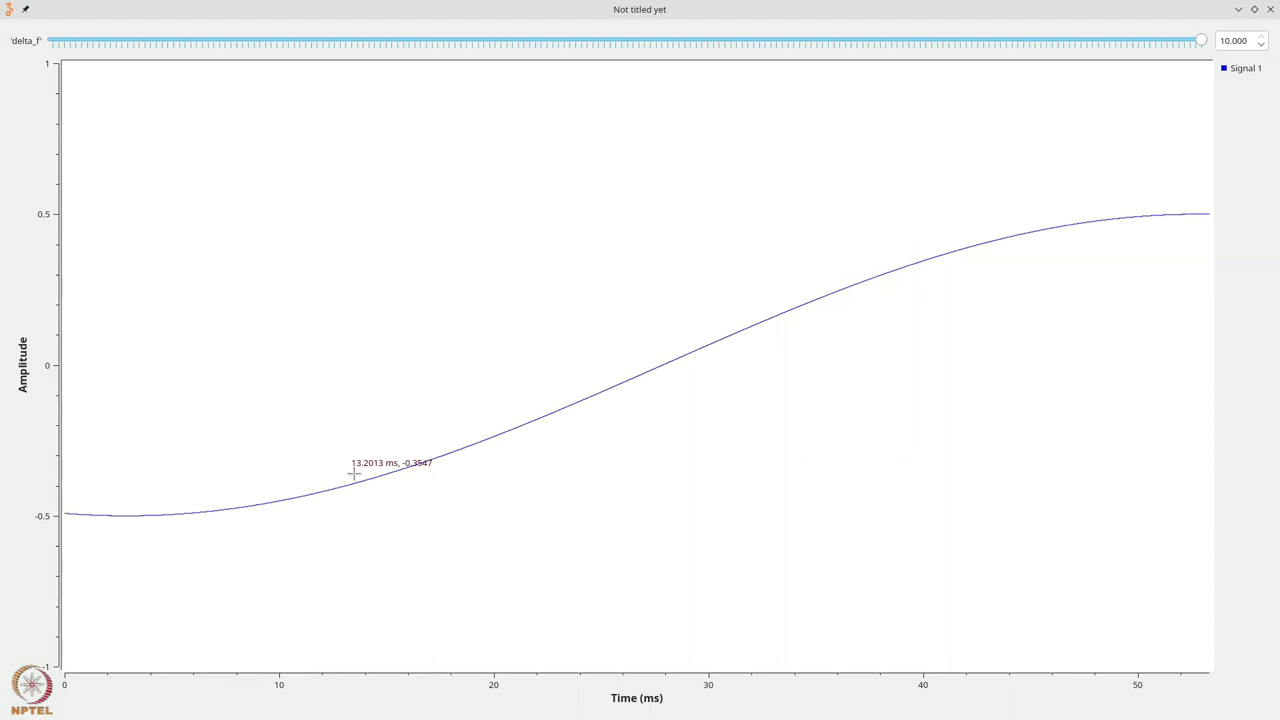 Not titled yet
'delta_f'
10.000
Signal 1
1
0.5
0
-0.5
-1
Amplitude
13.2013 ms, -0.3547
0 10 20 30 40 50
Time (ms)
NPTEL